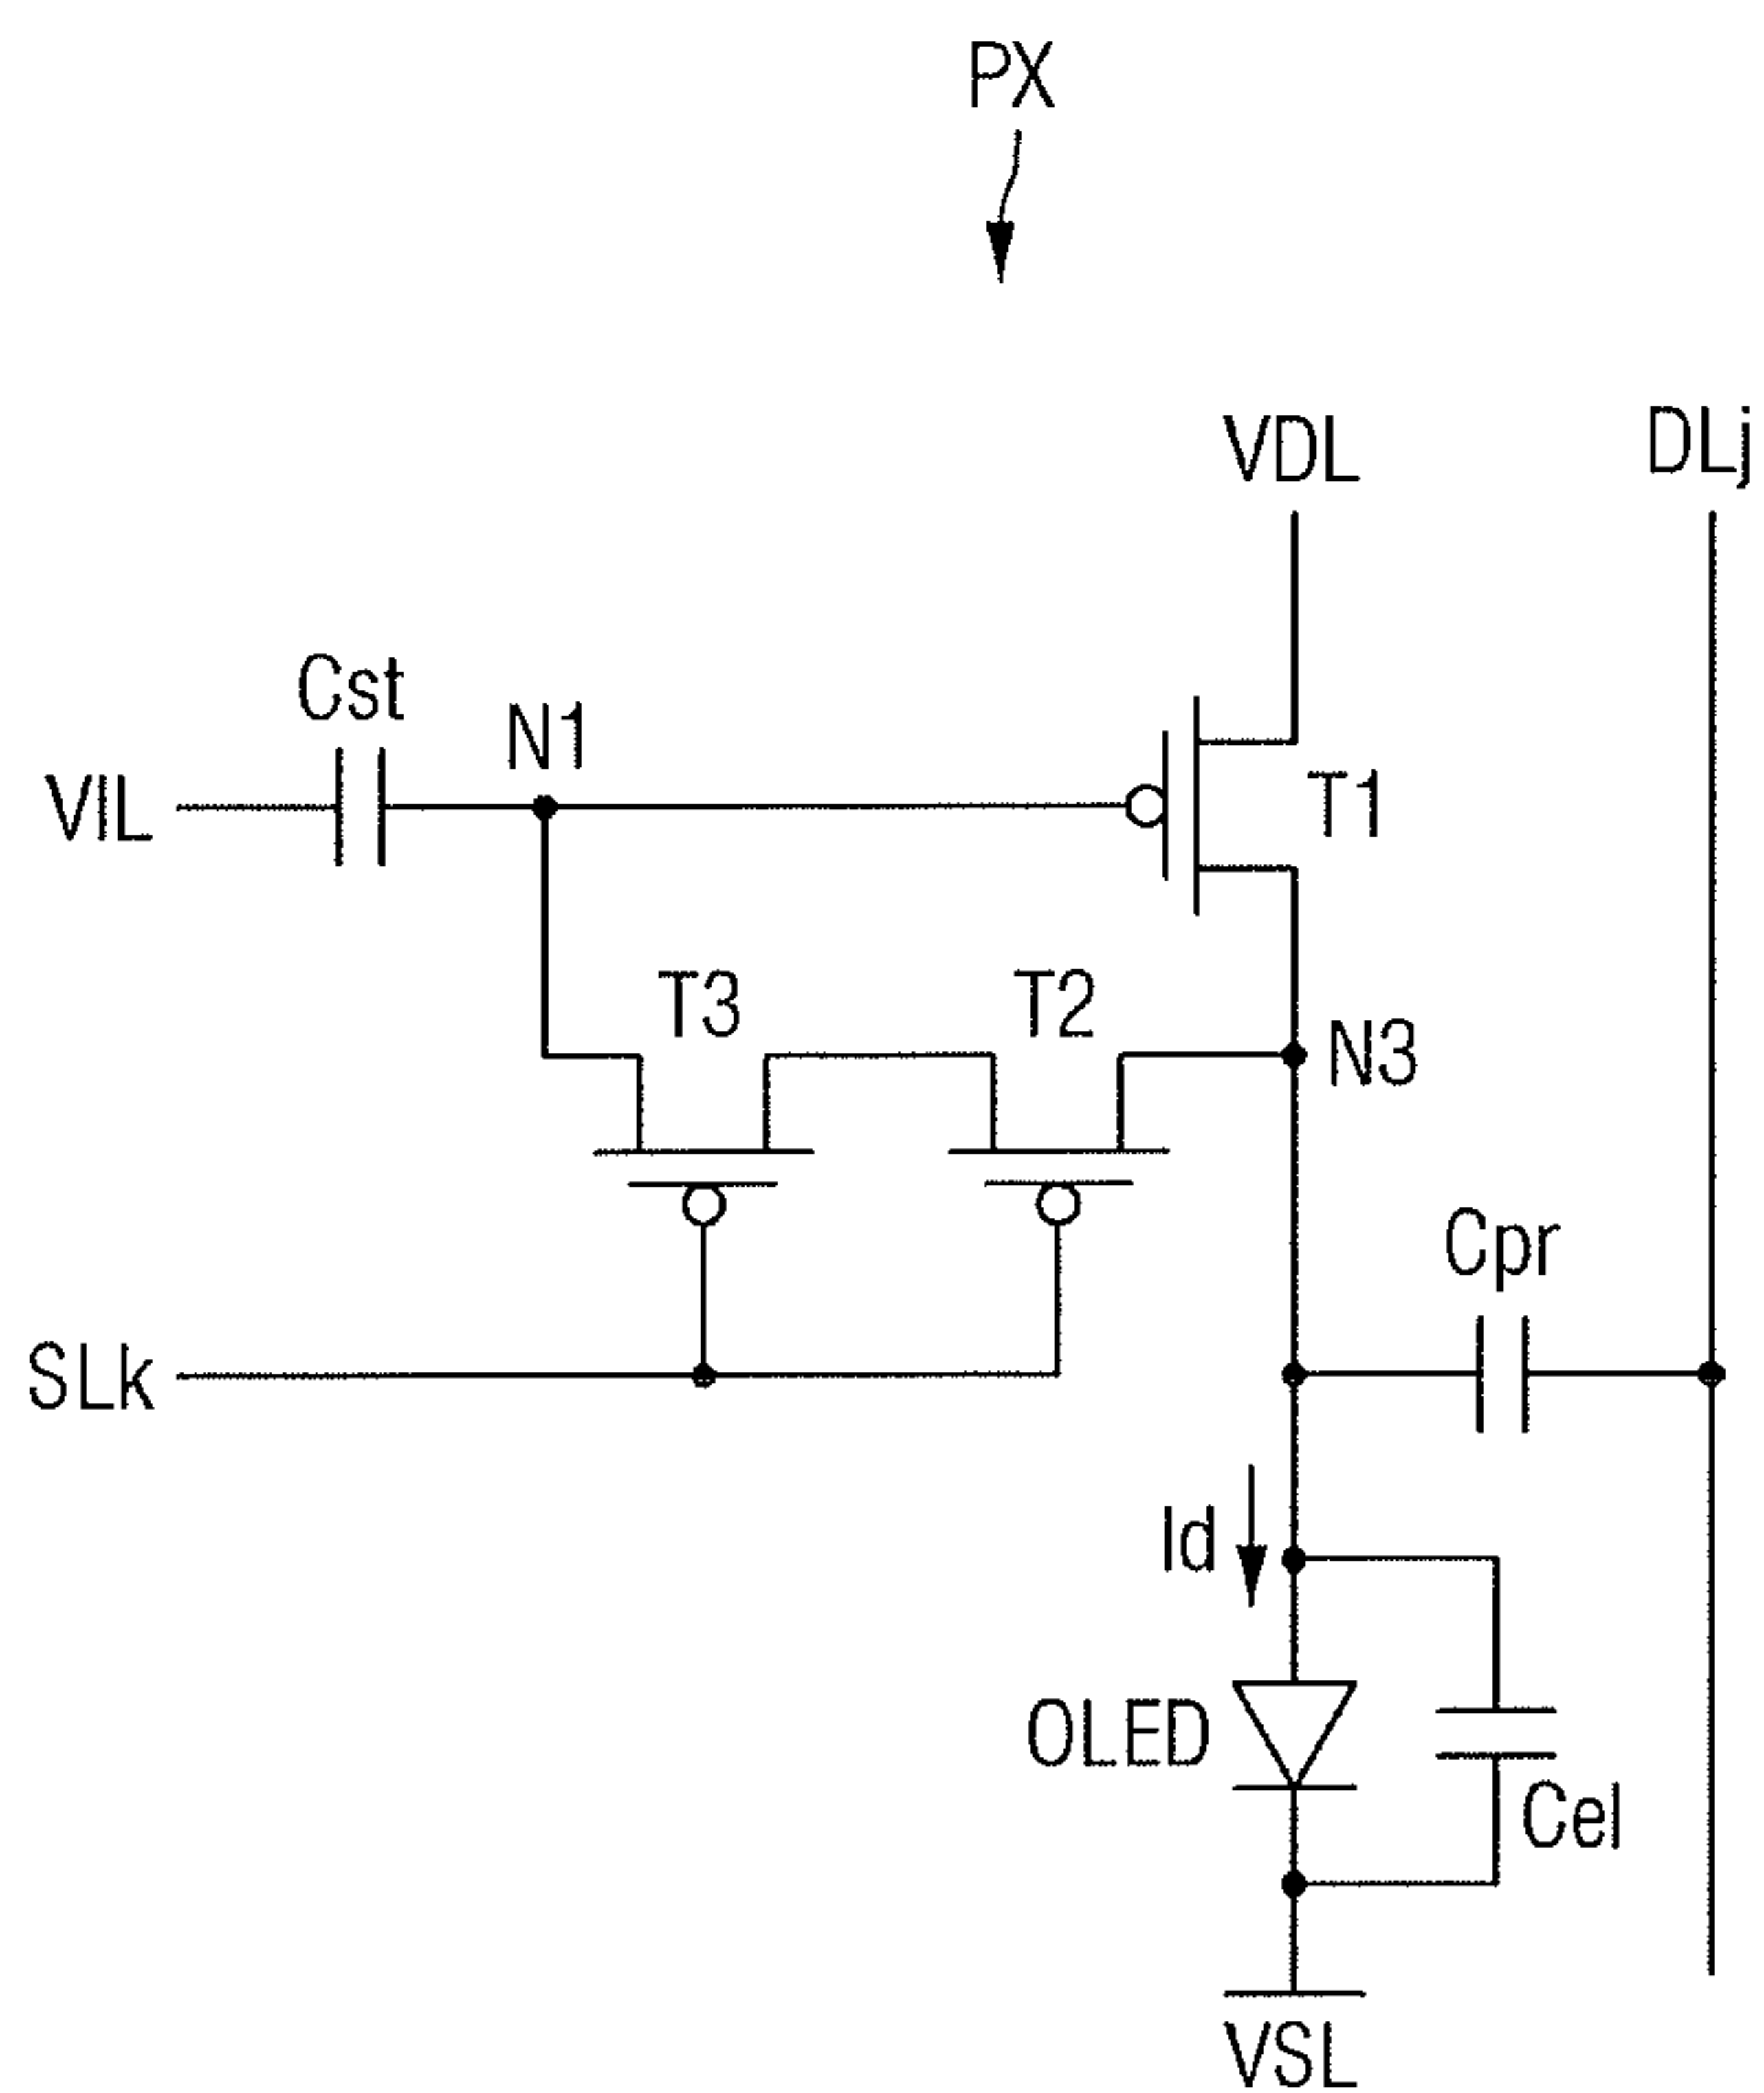 PX
VDL
DLj
Cst
N1
VIL
T1
T3
T2
N3
Cpr
SLk
Id
OLED
Cel
VSL